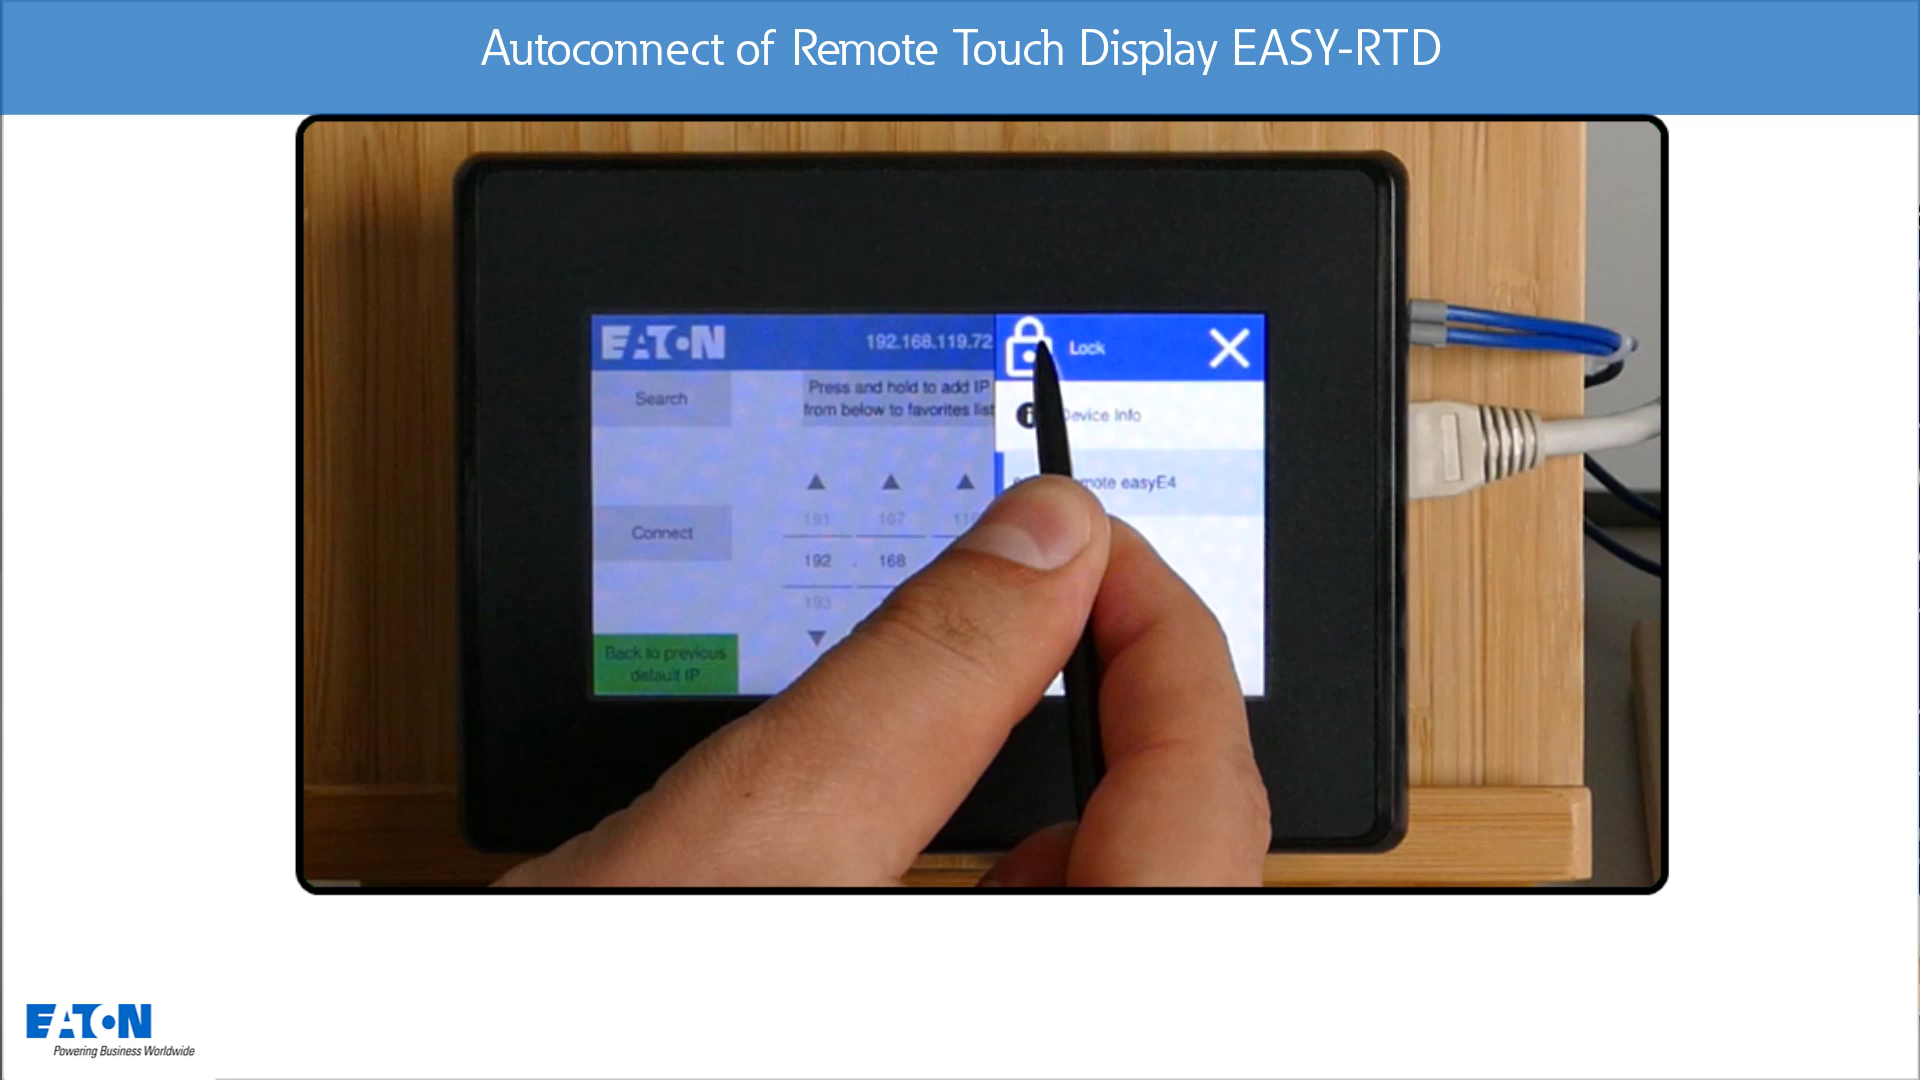 Autoconnect of Remote Touch Display EASY-RTD
EATON
192.168.119.72
Lock
Search
Press and hold to add IP
from below to favorites list
Device Info
easyE4
191 167
Connect
192 . 168
193
Back to previous
default IP
EATON
Powering Business Worldwide